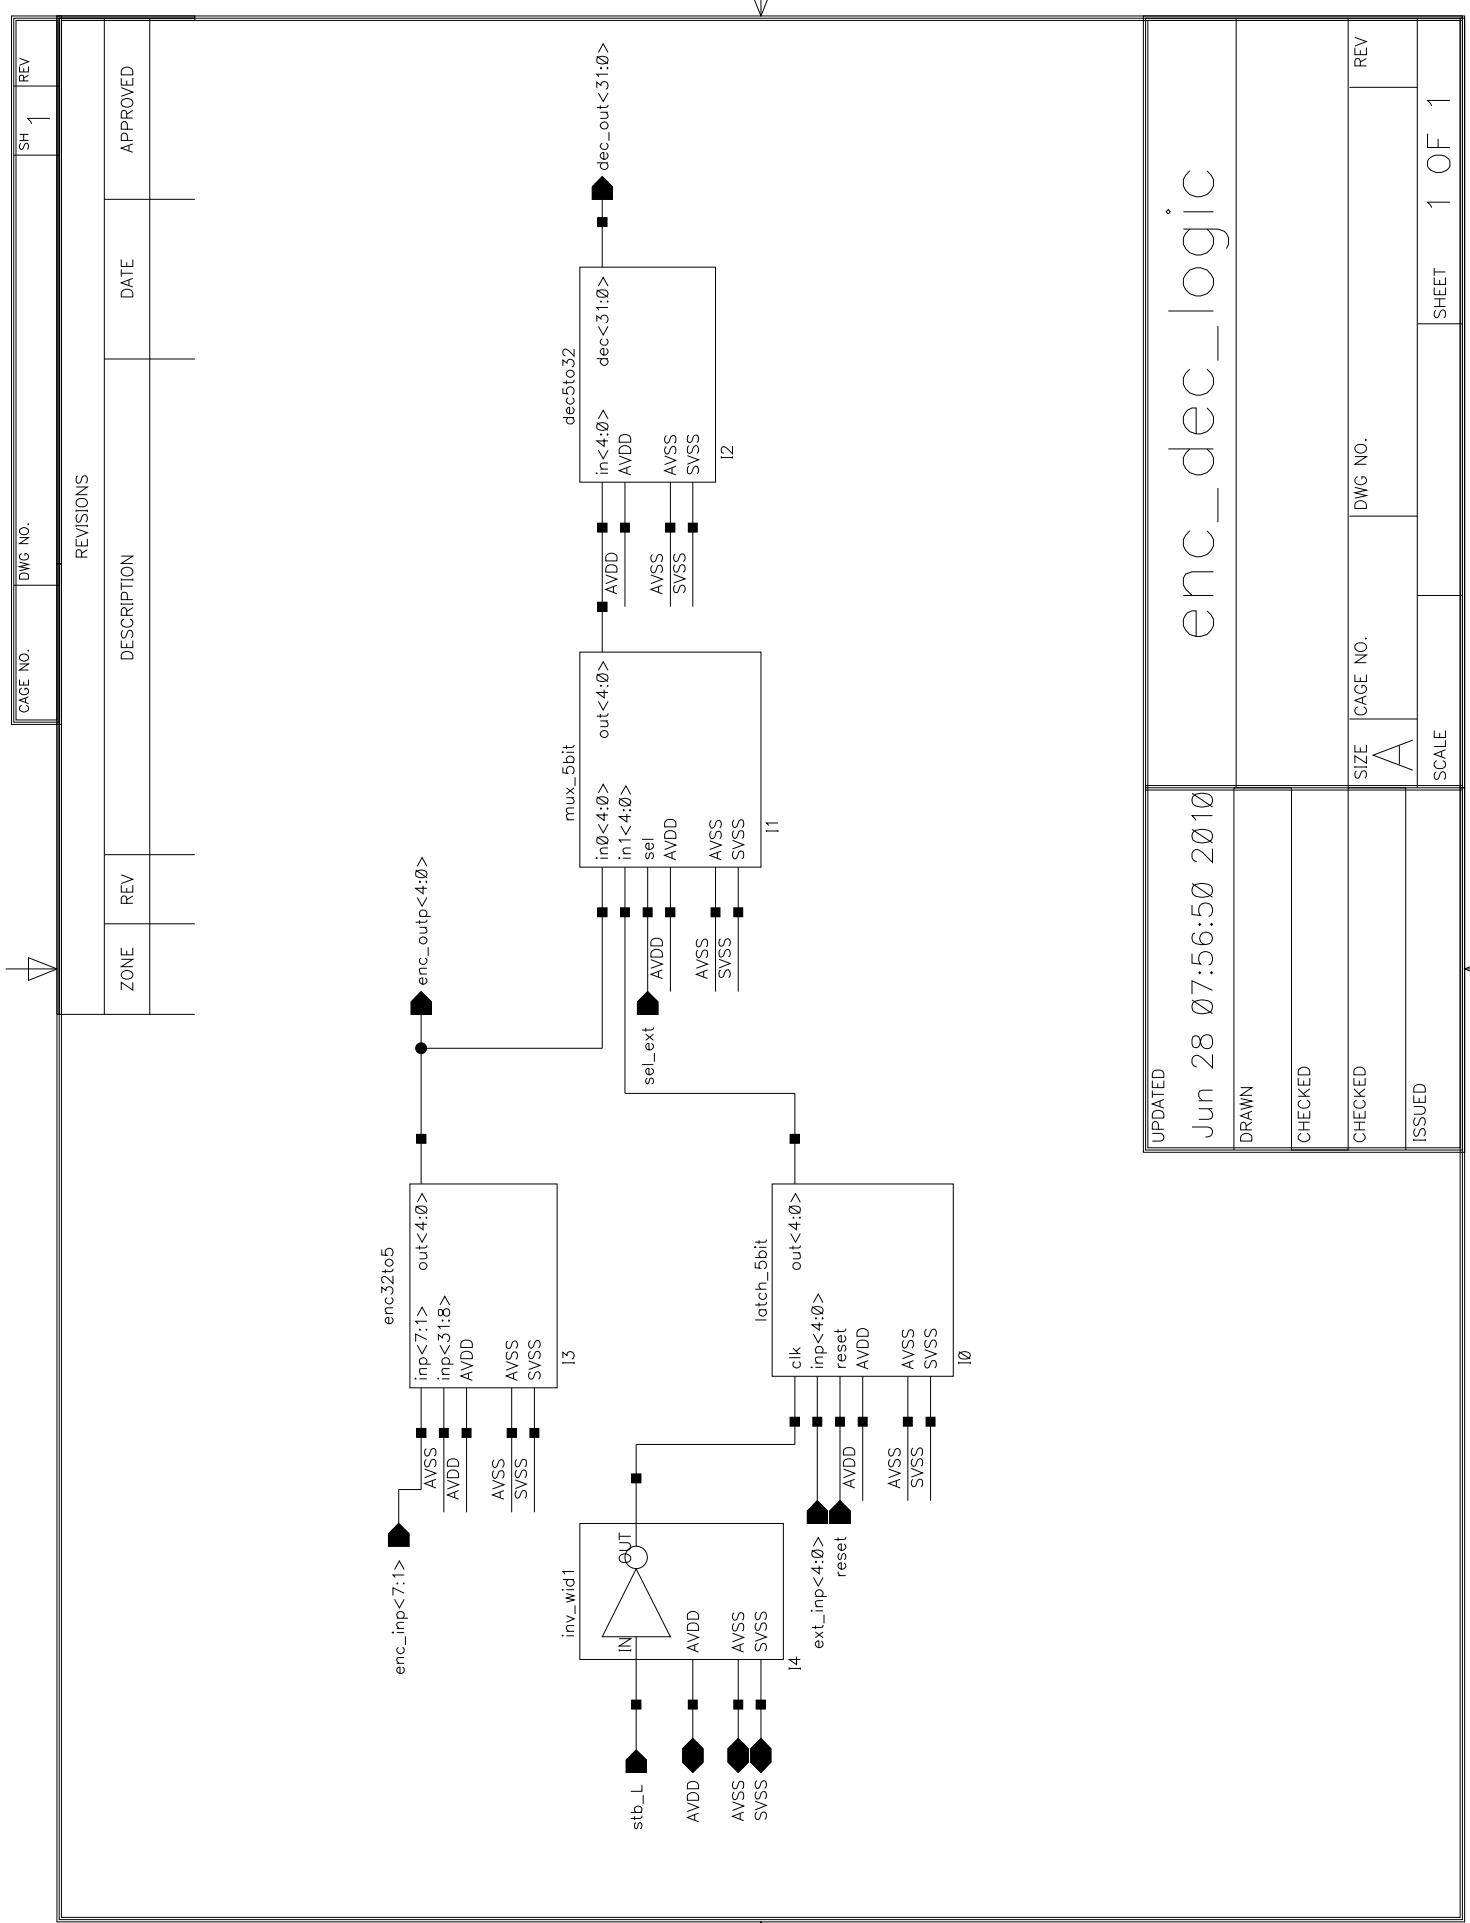 CAGE NO.
DWG NO.
SH
1
REV
REVISIONS
ZONE
REV
DESCRIPTION
DATE
APPROVED
enc32to5
enc_inp<7:1>
inp<7:1>
out<4:0>
enc_outp<4:0>
AVSS
inp<31:8>
AVDD
AVDD
AVSS
AVSS
SVSS
SVSS
I3
inv_wid1
stb_L
IN
OUT
AVDD
AVDD
AVSS
AVSS
SVSS
SVSS
I4
mux_5bit
in0<4:0>
out<4:0>
in1<4:0>
sel_ext
sel
AVDD
AVDD
AVSS
AVSS
SVSS
SVSS
I1
dec5to32
in<4:0>
dec<31:0>
dec_out<31:0>
AVDD
AVDD
AVSS
AVSS
SVSS
SVSS
I2
latch_5bit
clk
out<4:0>
ext_inp<4:0>
inp<4:0>
reset
reset
AVDD
AVDD
AVSS
AVSS
SVSS
SVSS
I0
UPDATED
Jun 28 07:56:50 2010
DRAWN
CHECKED
CHECKED
ISSUED
enc_dec_logic
SIZE
A
CAGE NO.
DWG NO.
REV
SCALE
SHEET
1 OF 1